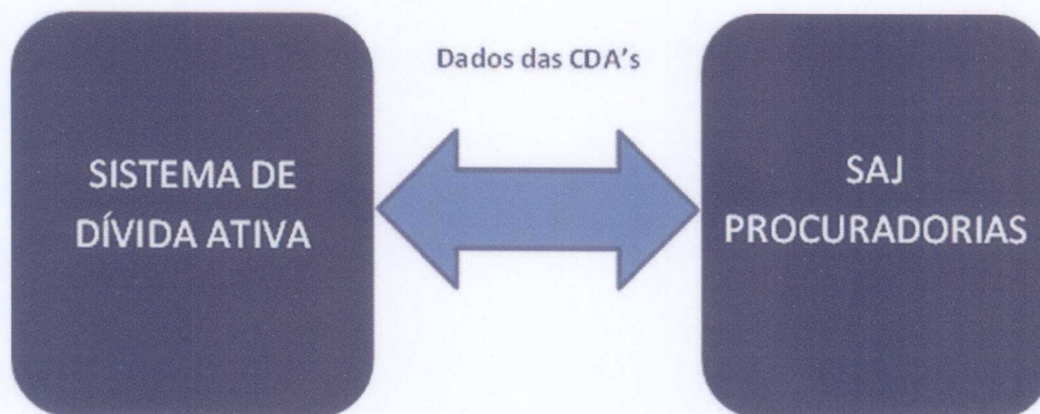 Dados das CDA's
SISTEMA DE
DÍVIDA ATIVA
SAJ
PROCURADORIAS